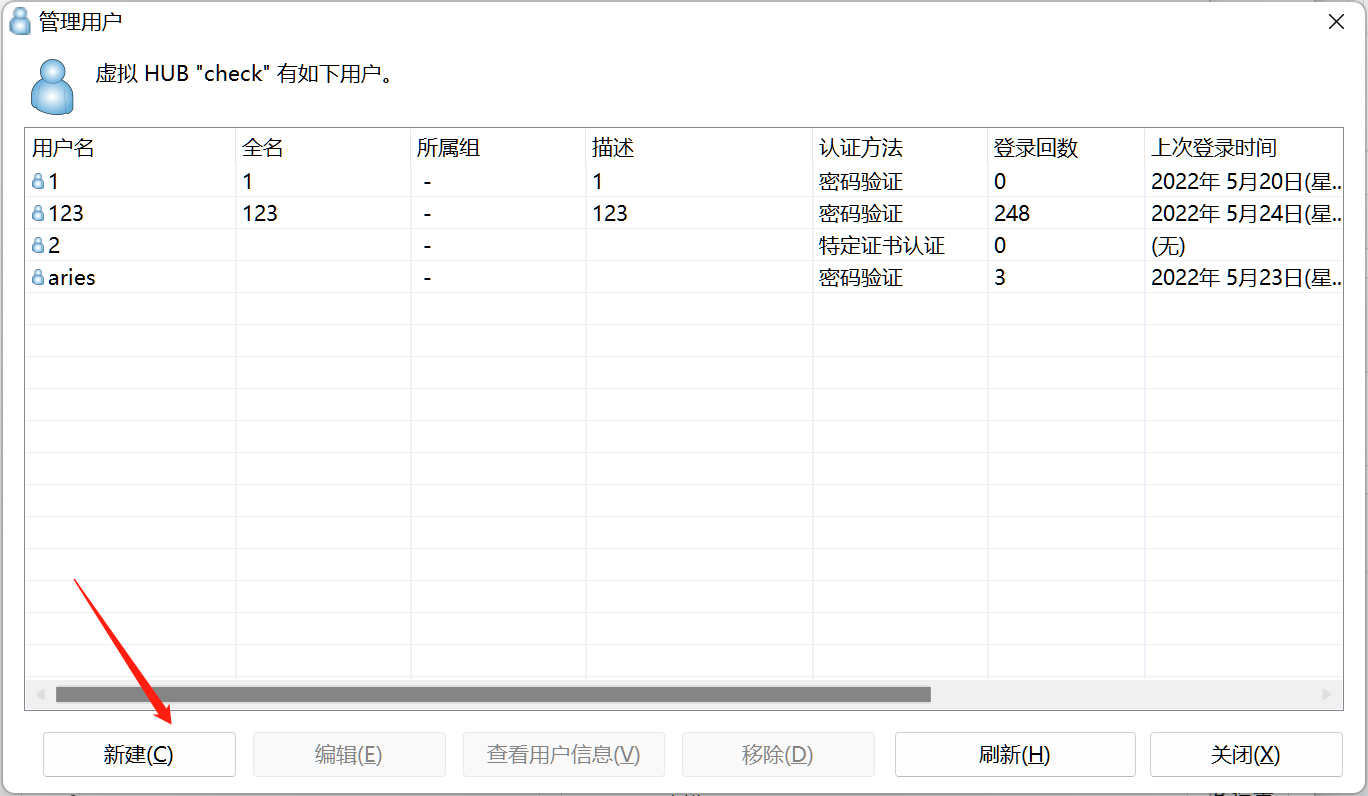 管理用户
虚拟 HUB "check" 有如下用户。
用户名 全名 所属组 描述 认证方法 登录回数 上次登录时间
1 1 - 1 密码验证 0 2022年 5月20日(星...
123 123 - 123 密码验证 248 2022年 5月24日(星...
2 - 特定证书认证 0 (无)
aries - 密码验证 3 2022年 5月23日(星...
新建(C) 编辑(E) 查看用户信息(V) 移除(D) 刷新(H) 关闭(X)